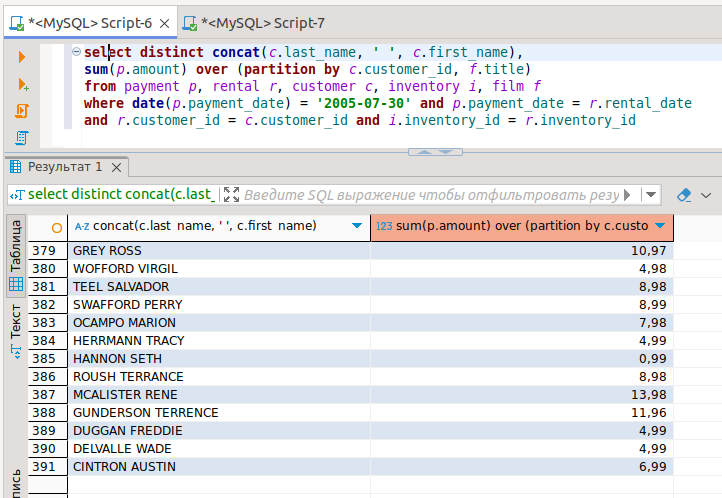 *<MySQL> Script-6
*<MySQL> Script-7
select distinct concat(c.last_name, ' ', c.first_name),
sum(p.amount) over (partition by c.customer_id, f.title)
from payment p, rental r, customer c, inventory i, film f
where date(p.payment_date) = '2005-07-30' and p.payment_date = r.rental_date
and r.customer_id = c.customer_id and i.inventory_id = r.inventory_id
Результат 1
select distinct concat(c.last_ Введите SQL выражение чтобы отфильтровать резу
Таблица
Текст
пись
A-Z concat(c.last_name, ' ', c.first_name) 123 sum(p.amount) over (partition by c.custo
379 GREY ROSS 10,97
380 WOFFORD VIRGIL 4,98
381 TEEL SALVADOR 8,98
382 SWAFFORD PERRY 8,99
383 OCAMPO MARION 7,98
384 HERRMANN TRACY 4,99
385 HANNON SETH 0,99
386 ROUSH TERRANCE 8,98
387 MCALISTER RENE 13,98
388 GUNDERSON TERRENCE 11,96
389 DUGGAN FREDDIE 4,99
390 DELVALLE WADE 4,99
391 CINTRON AUSTIN 6,99